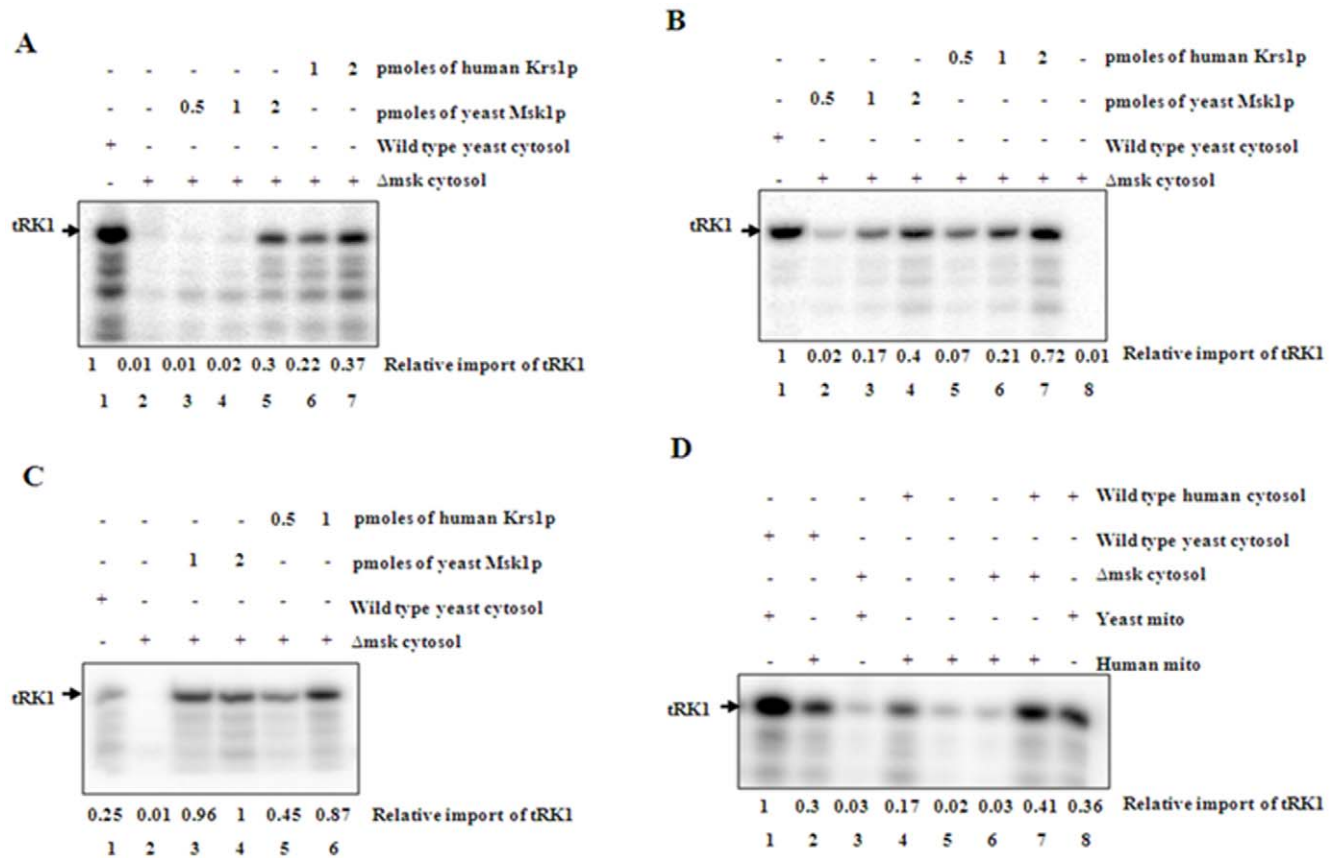 A
- - - - - 1 2 pmoles of human Krs1p
- - 0.5 1 2 - - pmoles of yeast Msk1p
+ - - - - - - Wild type yeast cytosol
- + + + + + + Δmsk cytosol
tRK1
1 0.01 0.01 0.02 0.3 0.22 0.37 Relative import of tRK1
1 2 3 4 5 6 7
B
- - - - 0.5 1 2 - pmoles of human Krs1p
- 0.5 1 2 - - - - pmoles of yeast Msk1p
+ - - - - - - - Wild type yeast cytosol
- + + + + + + + Δmsk cytosol
tRK1
1 0.02 0.17 0.4 0.07 0.21 0.72 0.01 Relative import of tRK1
1 2 3 4 5 6 7 8
C
- - - - 0.5 1 pmoles of human Krs1p
- - 1 2 - - pmoles of yeast Msk1p
+ - - - - - Wild type yeast cytosol
- + + + + + Δmsk cytosol
tRK1
0.25 0.01 0.96 1 0.45 0.87 Relative import of tRK1
1 2 3 4 5 6
D
- - - + - - + + Wild type human cytosol
+ + - - - - - - Wild type yeast cytosol
- - + - - + + - Δmsk cytosol
+ - + - - - - + Yeast mito
- + - + + + + - Human mito
tRK1
1 0.3 0.03 0.17 0.02 0.03 0.41 0.36 Relative import of tRK1
1 2 3 4 5 6 7 8